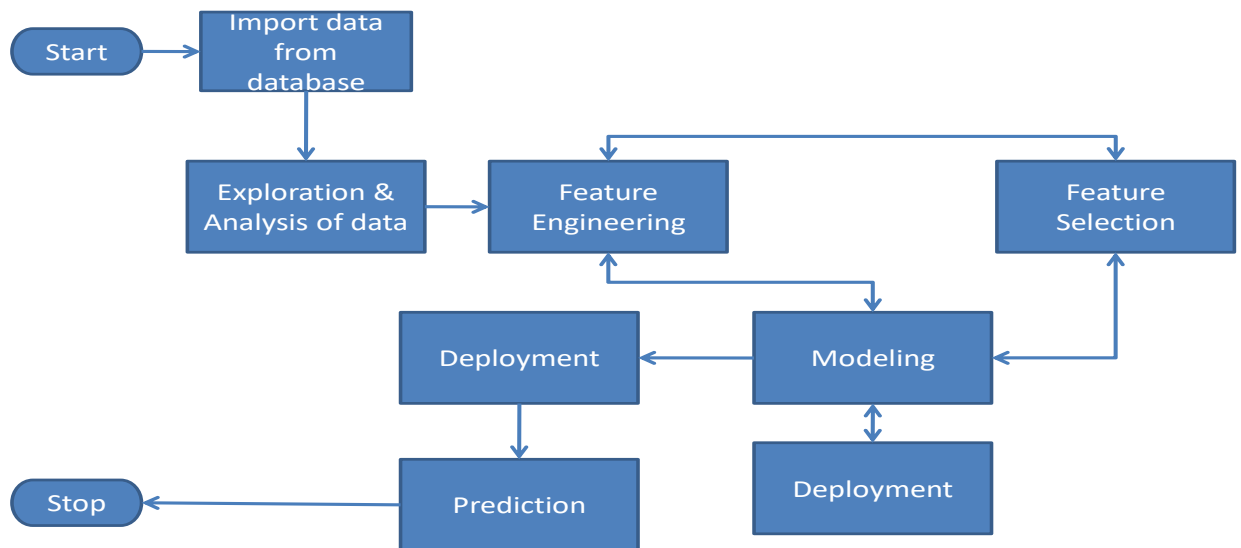 Start
Import data
from
database
Exploration &
Analysis of data
Feature
Engineering
Feature
Selection
Deployment
Modeling
Deployment
Prediction
Stop